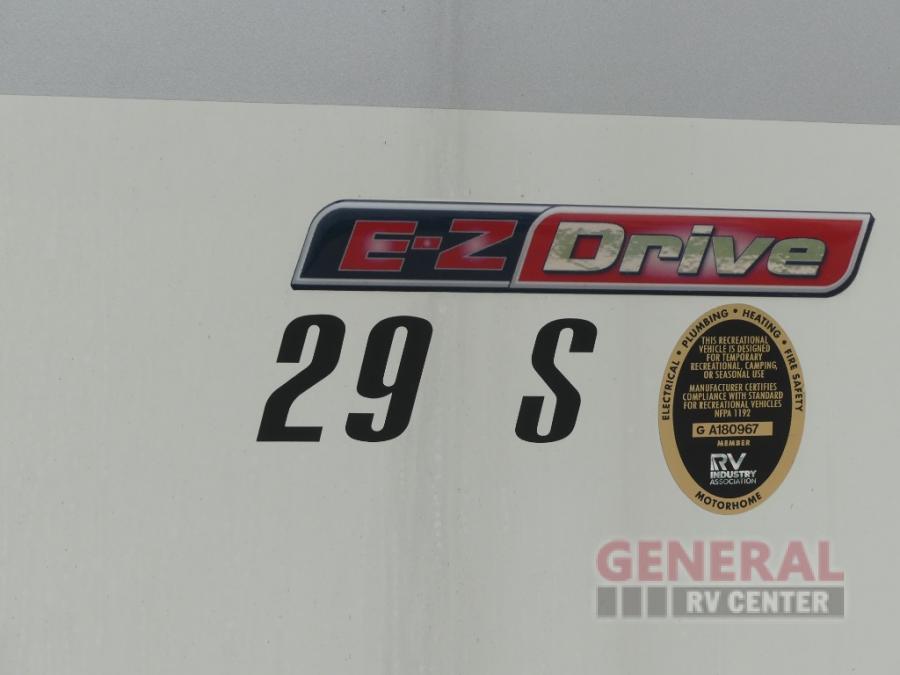 E-Z Drive
29 S
ELECTRICAL • PLUMBING • HEATING • FIRE SAFETY
THIS RECREATIONAL
VEHICLE IS DESIGNED
FOR TEMPORARY
RECREATIONAL, CAMPING,
OR SEASONAL USE
MANUFACTURER CERTIFIES
COMPLIANCE WITH STANDARD
FOR RECREATIONAL VEHICLES
NFPA 1192
G A180967
MEMBER
RV
INDUSTRY
ASSOCIATION
MOTORHOME
GENERAL
RV CENTER